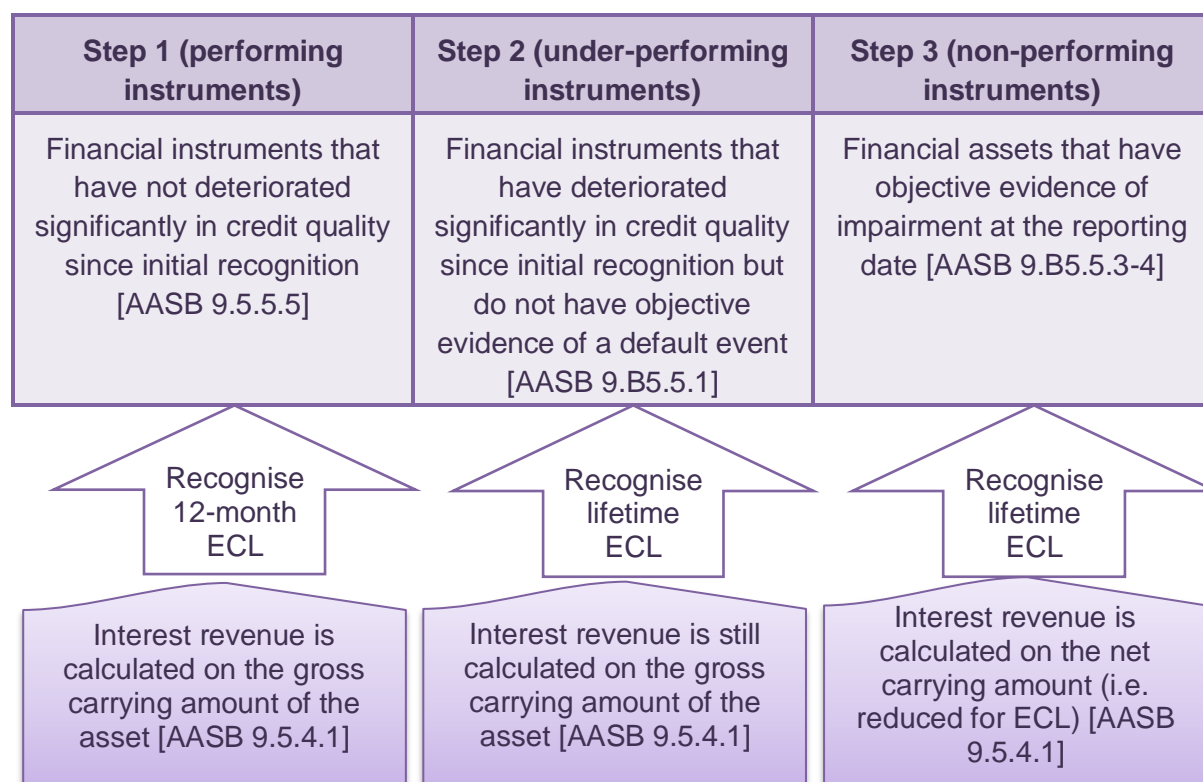 Step 1 (performing
instruments)
Step 2 (under-performing
instruments)
Step 3 (non-performing
instruments)
Financial instruments that
have not deteriorated
significantly in credit quality
since initial recognition
[AASB 9.5.5.5]
Financial instruments that
have deteriorated
significantly in credit quality
since initial recognition but
do not have objective
evidence of a default event
[AASB 9.B5.5.1]
Financial assets that have
objective evidence of
impairment at the reporting
date [AASB 9.B5.5.3-4]
Recognise
12-month
ECL
Recognise
lifetime
ECL
Recognise
lifetime
ECL
Interest revenue is
calculated on the gross
carrying amount of the
asset [AASB 9.5.4.1]
Interest revenue is still
calculated on the gross
carrying amount of the
asset [AASB 9.5.4.1]
Interest revenue is
calculated on the net
carrying amount (i.e.
reduced for ECL) [AASB
9.5.4.1]